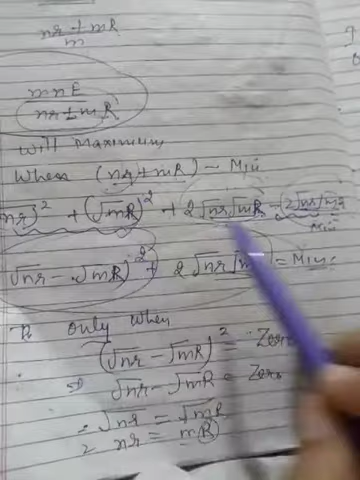 nr + mR
m
mnE
nr + mR
will Maximum
when (nr + mR) - Min
√nr)² + (√mR)² + 2√nr√mR - 2√nr√mR
Min
√nr - √mR)² + 2√nr√m = Min
only when
(√nr - √mR)² = Zero
√nr - √mR = Zero
√nr = √mR
nr = mR